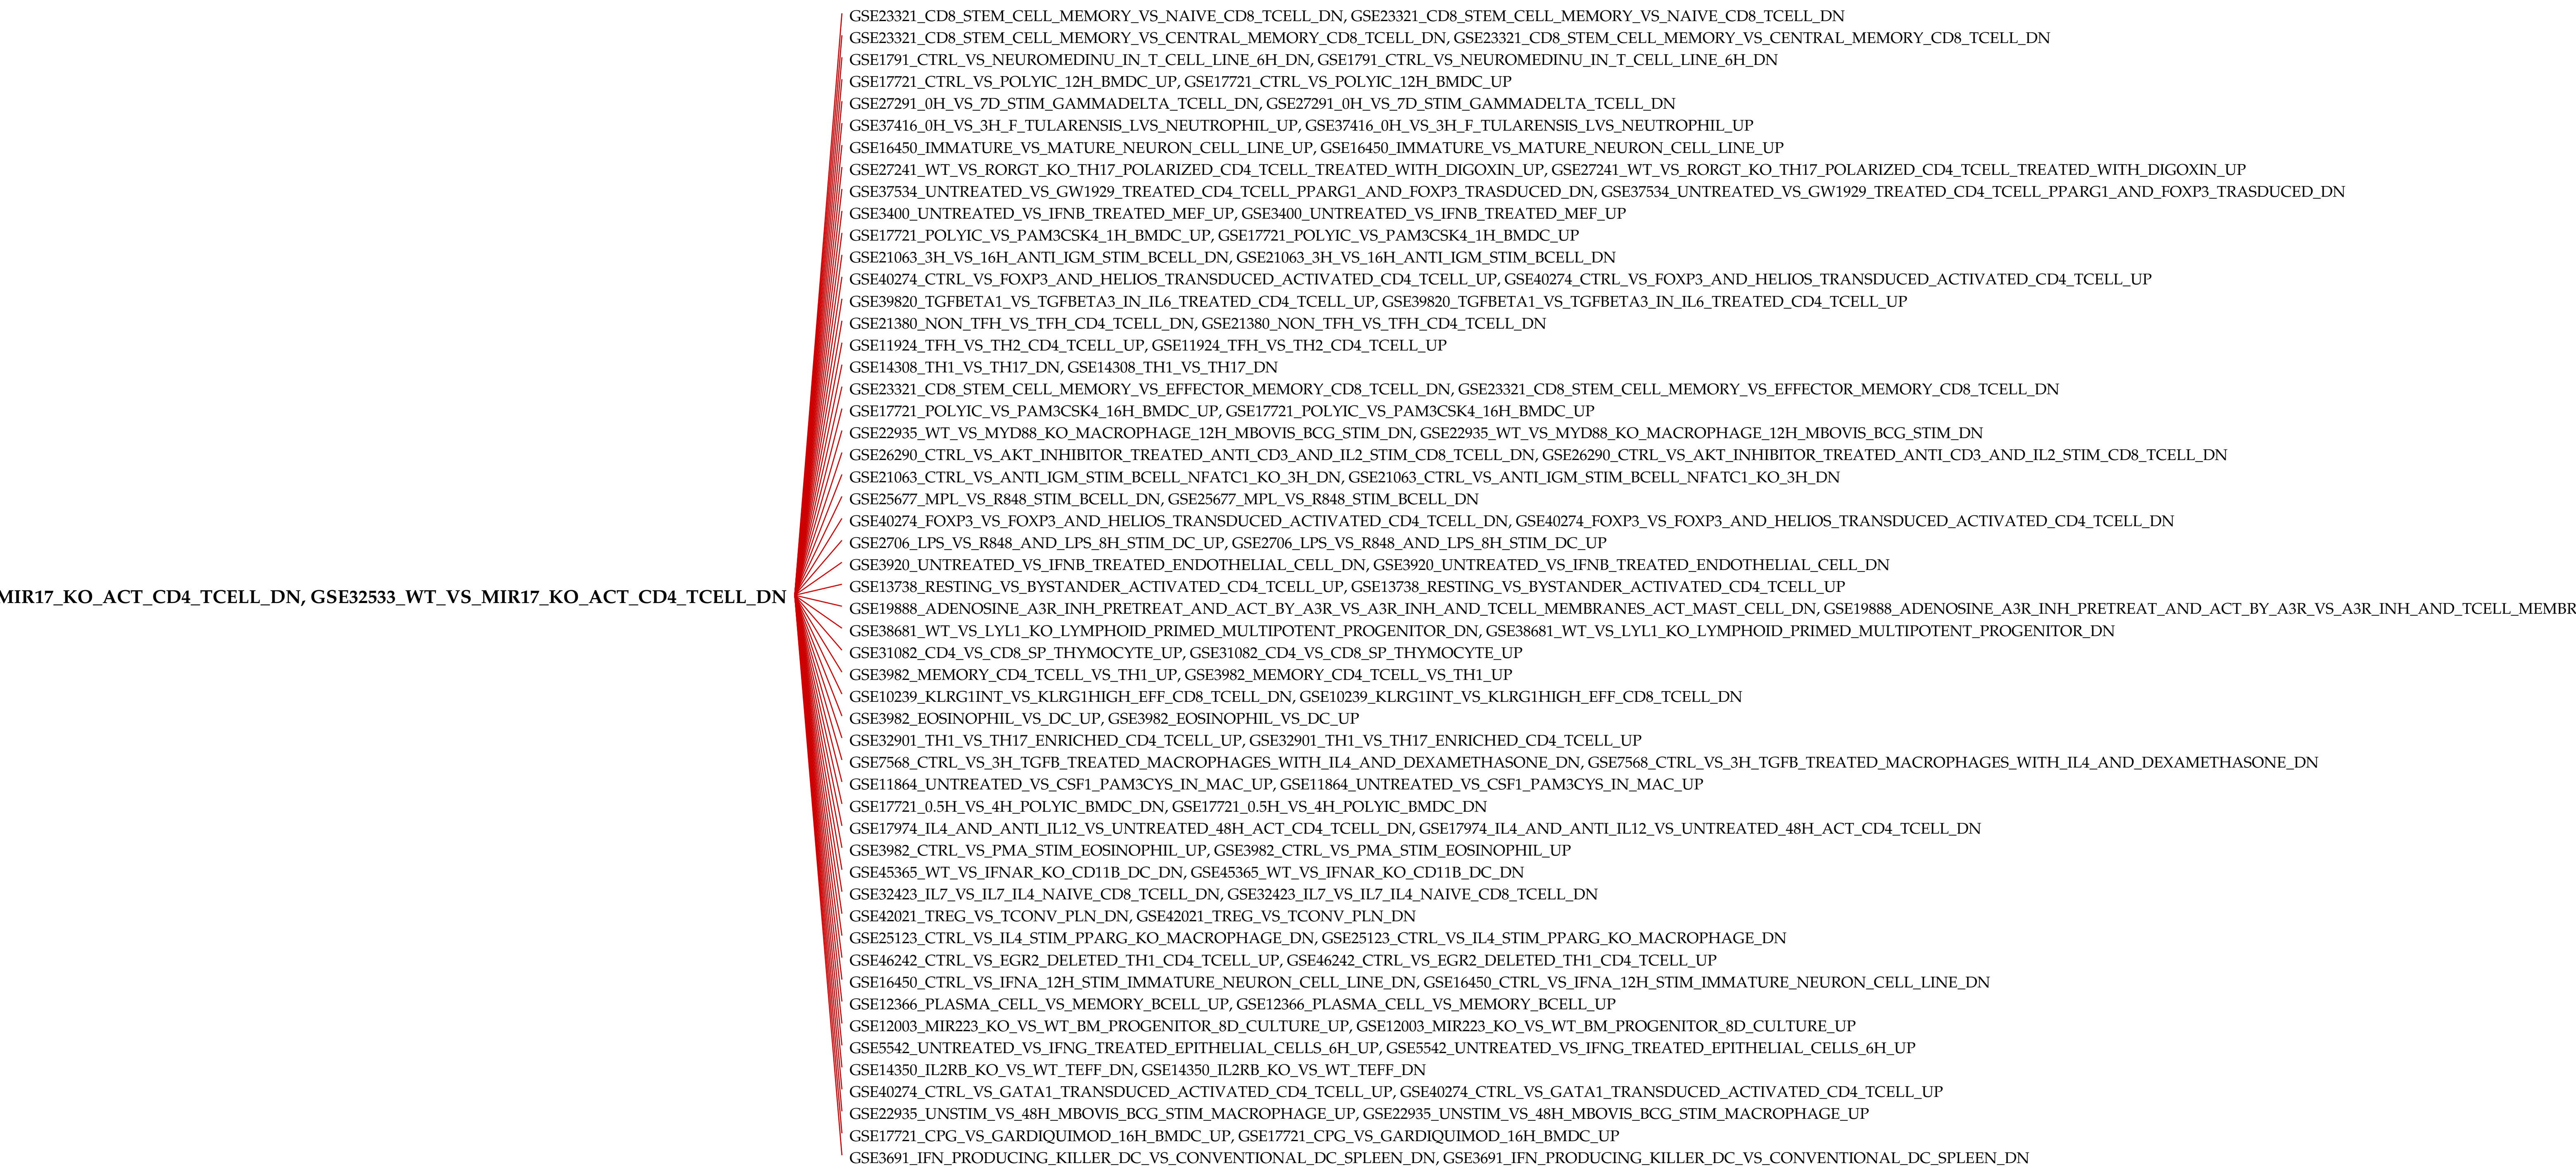 GSE23321_CD8_STEM_CELL_MEMORY_VS_NAIVE_CD8_TCELL_DN, GSE23321_CD8_STEM_CELL_MEMORY_VS_NAIVE_CD8_TCELL_DN
GSE23321_CD8_STEM_CELL_MEMORY_VS_CENTRAL_MEMORY_CD8_TCELL_DN, GSE23321_CD8_STEM_CELL_MEMORY_VS_CENTRAL_MEMORY_CD8_TCELL_DN
GSE1791_CTRL_VS_NEUROMEDINU_IN_T_CELL_LINE_6H_DN, GSE1791_CTRL_VS_NEUROMEDINU_IN_T_CELL_LINE_6H_DN
GSE17721_CTRL_VS_POLYIC_12H_BMDC_UP, GSE17721_CTRL_VS_POLYIC_12H_BMDC_UP
GSE27291_0H_VS_7D_STIM_GAMMADELTA_TCELL_DN, GSE27291_0H_VS_7D_STIM_GAMMADELTA_TCELL_DN
GSE37416_0H_VS_3H_F_TULARENSIS_LVS_NEUTROPHIL_UP, GSE37416_0H_VS_3H_F_TULARENSIS_LVS_NEUTROPHIL_UP
GSE16450_IMMATURE_VS_MATURE_NEURON_CELL_LINE_UP, GSE16450_IMMATURE_VS_MATURE_NEURON_CELL_LINE_UP
GSE27241_WT_VS_RORGT_KO_TH17_POLARIZED_CD4_TCELL_TREATED_WITH_DIGOXIN_UP, GSE27241_WT_VS_RORGT_KO_TH17_POLARIZED_CD4_TCELL_TREATED_WITH_DIGOXIN_UP
GSE37534_UNTREATED_VS_GW1929_TREATED_CD4_TCELL_PPARG1_AND_FOXP3_TRASDUCED_DN, GSE37534_UNTREATED_VS_GW1929_TREATED_CD4_TCELL_PPARG1_AND_FOXP3_TRASDUCED_DN
GSE3400_UNTREATED_VS_IFNB_TREATED_MEF_UP, GSE3400_UNTREATED_VS_IFNB_TREATED_MEF_UP
GSE17721_POLYIC_VS_PAM3CSK4_1H_BMDC_UP, GSE17721_POLYIC_VS_PAM3CSK4_1H_BMDC_UP
GSE21063_3H_VS_16H_ANTI_IGM_STIM_BCELL_DN, GSE21063_3H_VS_16H_ANTI_IGM_STIM_BCELL_DN
GSE40274_CTRL_VS_FOXP3_AND_HELIOS_TRANSDUCED_ACTIVATED_CD4_TCELL_UP, GSE40274_CTRL_VS_FOXP3_AND_HELIOS_TRANSDUCED_ACTIVATED_CD4_TCELL_UP
GSE39820_TGFBETA1_VS_TGFBETA3_IN_IL6_TREATED_CD4_TCELL_UP, GSE39820_TGFBETA1_VS_TGFBETA3_IN_IL6_TREATED_CD4_TCELL_UP
GSE21380_NON_TFH_VS_TFH_CD4_TCELL_DN, GSE21380_NON_TFH_VS_TFH_CD4_TCELL_DN
GSE11924_TFH_VS_TH2_CD4_TCELL_UP, GSE11924_TFH_VS_TH2_CD4_TCELL_UP
GSE14308_TH1_VS_TH17_DN, GSE14308_TH1_VS_TH17_DN
GSE23321_CD8_STEM_CELL_MEMORY_VS_EFFECTOR_MEMORY_CD8_TCELL_DN, GSE23321_CD8_STEM_CELL_MEMORY_VS_EFFECTOR_MEMORY_CD8_TCELL_DN
GSE17721_POLYIC_VS_PAM3CSK4_16H_BMDC_UP, GSE17721_POLYIC_VS_PAM3CSK4_16H_BMDC_UP
GSE22935_WT_VS_MYD88_KO_MACROPHAGE_12H_MBOVIS_BCG_STIM_DN, GSE22935_WT_VS_MYD88_KO_MACROPHAGE_12H_MBOVIS_BCG_STIM_DN
GSE26290_CTRL_VS_AKT_INHIBITOR_TREATED_ANTI_CD3_AND_IL2_STIM_CD8_TCELL_DN, GSE26290_CTRL_VS_AKT_INHIBITOR_TREATED_ANTI_CD3_AND_IL2_STIM_CD8_TCELL_DN
GSE21063_CTRL_VS_ANTI_IGM_STIM_BCELL_NFATC1_KO_3H_DN, GSE21063_CTRL_VS_ANTI_IGM_STIM_BCELL_NFATC1_KO_3H_DN
GSE25677_MPL_VS_R848_STIM_BCELL_DN, GSE25677_MPL_VS_R848_STIM_BCELL_DN
GSE40274_FOXP3_VS_FOXP3_AND_HELIOS_TRANSDUCED_ACTIVATED_CD4_TCELL_DN, GSE40274_FOXP3_VS_FOXP3_AND_HELIOS_TRANSDUCED_ACTIVATED_CD4_TCELL_DN
GSE2706_LPS_VS_R848_AND_LPS_8H_STIM_DC_UP, GSE2706_LPS_VS_R848_AND_LPS_8H_STIM_DC_UP
GSE3920_UNTREATED_VS_IFNB_TREATED_ENDOTHELIAL_CELL_DN, GSE3920_UNTREATED_VS_IFNB_TREATED_ENDOTHELIAL_CELL_DN
GSE13738_RESTING_VS_BYSTANDER_ACTIVATED_CD4_TCELL_UP, GSE13738_RESTING_VS_BYSTANDER_ACTIVATED_CD4_TCELL_UP
MIR17_KO_ACT_CD4_TCELL_DN, GSE32533_WT_VS_MIR17_KO_ACT_CD4_TCELL_DN
GSE19888_ADENOSINE_A3R_INH_PRETREAT_AND_ACT_BY_A3R_VS_A3R_INH_AND_TCELL_MEMBRANES_ACT_MAST_CELL_DN, GSE19888_ADENOSINE_A3R_INH_PRETREAT_AND_ACT_BY_A3R_VS_A3R_INH_AND_TCELL_MEMBR
GSE38681_WT_VS_LYL1_KO_LYMPHOID_PRIMED_MULTIPOTENT_PROGENITOR_DN, GSE38681_WT_VS_LYL1_KO_LYMPHOID_PRIMED_MULTIPOTENT_PROGENITOR_DN
GSE31082_CD4_VS_CD8_SP_THYMOCYTE_UP, GSE31082_CD4_VS_CD8_SP_THYMOCYTE_UP
GSE3982_MEMORY_CD4_TCELL_VS_TH1_UP, GSE3982_MEMORY_CD4_TCELL_VS_TH1_UP
GSE10239_KLRG1INT_VS_KLRG1HIGH_EFF_CD8_TCELL_DN, GSE10239_KLRG1INT_VS_KLRG1HIGH_EFF_CD8_TCELL_DN
GSE3982_EOSINOPHIL_VS_DC_UP, GSE3982_EOSINOPHIL_VS_DC_UP
GSE32901_TH1_VS_TH17_ENRICHED_CD4_TCELL_UP, GSE32901_TH1_VS_TH17_ENRICHED_CD4_TCELL_UP
GSE7568_CTRL_VS_3H_TGFB_TREATED_MACROPHAGES_WITH_IL4_AND_DEXAMETHASONE_DN, GSE7568_CTRL_VS_3H_TGFB_TREATED_MACROPHAGES_WITH_IL4_AND_DEXAMETHASONE_DN
GSE11864_UNTREATED_VS_CSF1_PAM3CYS_IN_MAC_UP, GSE11864_UNTREATED_VS_CSF1_PAM3CYS_IN_MAC_UP
GSE17721_0.5H_VS_4H_POLYIC_BMDC_DN, GSE17721_0.5H_VS_4H_POLYIC_BMDC_DN
GSE17974_IL4_AND_ANTI_IL12_VS_UNTREATED_48H_ACT_CD4_TCELL_DN, GSE17974_IL4_AND_ANTI_IL12_VS_UNTREATED_48H_ACT_CD4_TCELL_DN
GSE3982_CTRL_VS_PMA_STIM_EOSINOPHIL_UP, GSE3982_CTRL_VS_PMA_STIM_EOSINOPHIL_UP
GSE45365_WT_VS_IFNAR_KO_CD11B_DC_DN, GSE45365_WT_VS_IFNAR_KO_CD11B_DC_DN
GSE32423_IL7_VS_IL7_IL4_NAIVE_CD8_TCELL_DN, GSE32423_IL7_VS_IL7_IL4_NAIVE_CD8_TCELL_DN
GSE42021_TREG_VS_TCONV_PLN_DN, GSE42021_TREG_VS_TCONV_PLN_DN
GSE25123_CTRL_VS_IL4_STIM_PPARG_KO_MACROPHAGE_DN, GSE25123_CTRL_VS_IL4_STIM_PPARG_KO_MACROPHAGE_DN
GSE46242_CTRL_VS_EGR2_DELETED_TH1_CD4_TCELL_UP, GSE46242_CTRL_VS_EGR2_DELETED_TH1_CD4_TCELL_UP
GSE16450_CTRL_VS_IFNA_12H_STIM_IMMATURE_NEURON_CELL_LINE_DN, GSE16450_CTRL_VS_IFNA_12H_STIM_IMMATURE_NEURON_CELL_LINE_DN
GSE12366_PLASMA_CELL_VS_MEMORY_BCELL_UP, GSE12366_PLASMA_CELL_VS_MEMORY_BCELL_UP
GSE12003_MIR223_KO_VS_WT_BM_PROGENITOR_8D_CULTURE_UP, GSE12003_MIR223_KO_VS_WT_BM_PROGENITOR_8D_CULTURE_UP
GSE5542_UNTREATED_VS_IFNG_TREATED_EPITHELIAL_CELLS_6H_UP, GSE5542_UNTREATED_VS_IFNG_TREATED_EPITHELIAL_CELLS_6H_UP
GSE14350_IL2RB_KO_VS_WT_TEFF_DN, GSE14350_IL2RB_KO_VS_WT_TEFF_DN
GSE40274_CTRL_VS_GATA1_TRANSDUCED_ACTIVATED_CD4_TCELL_UP, GSE40274_CTRL_VS_GATA1_TRANSDUCED_ACTIVATED_CD4_TCELL_UP
GSE22935_UNSTIM_VS_48H_MBOVIS_BCG_STIM_MACROPHAGE_UP, GSE22935_UNSTIM_VS_48H_MBOVIS_BCG_STIM_MACROPHAGE_UP
GSE17721_CPG_VS_GARDIQUIMOD_16H_BMDC_UP, GSE17721_CPG_VS_GARDIQUIMOD_16H_BMDC_UP
GSE3691_IFN_PRODUCING_KILLER_DC_VS_CONVENTIONAL_DC_SPLEEN_DN, GSE3691_IFN_PRODUCING_KILLER_DC_VS_CONVENTIONAL_DC_SPLEEN_DN